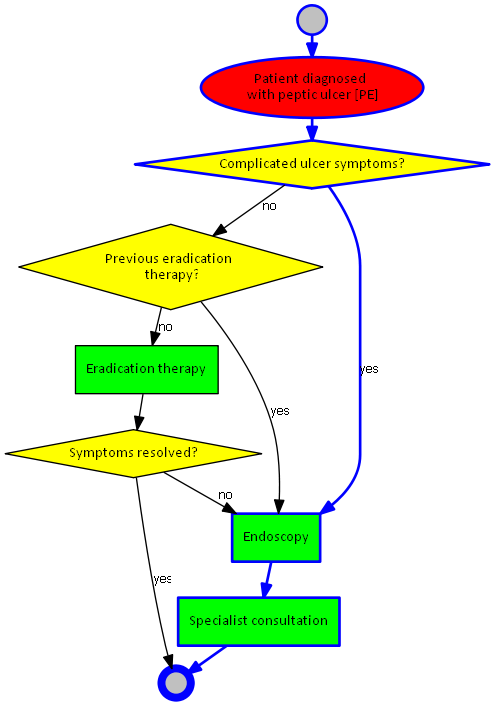 Patient diagnosed
with peptic ulcer [PE]
Complicated ulcer symptoms?
no
Previous eradication
therapy?
no
yes
Eradication therapy
yes
Symptoms resolved?
no
Endoscopy
yes
Specialist consultation